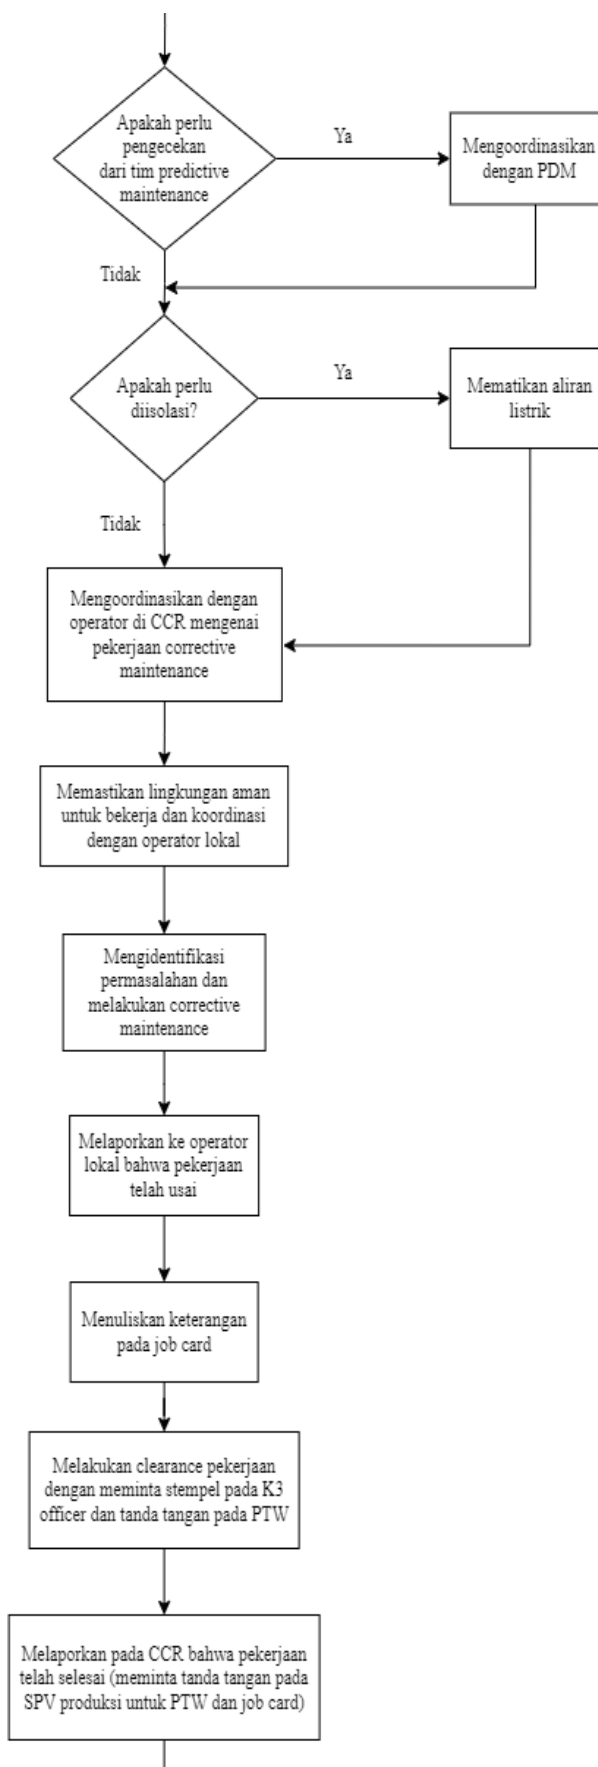 Apakah perlu
pengecekan
dari tim predictive
maintenance
Ya
Mengoordinasikan
dengan PDM
Tidak
Apakah perlu
diisolasi?
Ya
Mematikan aliran
listrik
Tidak
Mengoordinasikan dengan
operator di CCR mengenai
pekerjaan corrective
maintenance
Memastikan lingkungan aman
untuk bekerja dan koordinasi
dengan operator lokal
Mengidentifikasi
permasalahan dan
melakukan corrective
maintenance
Melaporkan ke operator
lokal bahwa pekerjaan
telah usai
Menuliskan keterangan
pada job card
Melakukan clearance pekerjaan
dengan meminta stempel pada K3
officer dan tanda tangan pada PTW
Melaporkan pada CCR bahwa pekerjaan
telah selesai (meminta tanda tangan pada
SPV produksi untuk PTW dan job card)